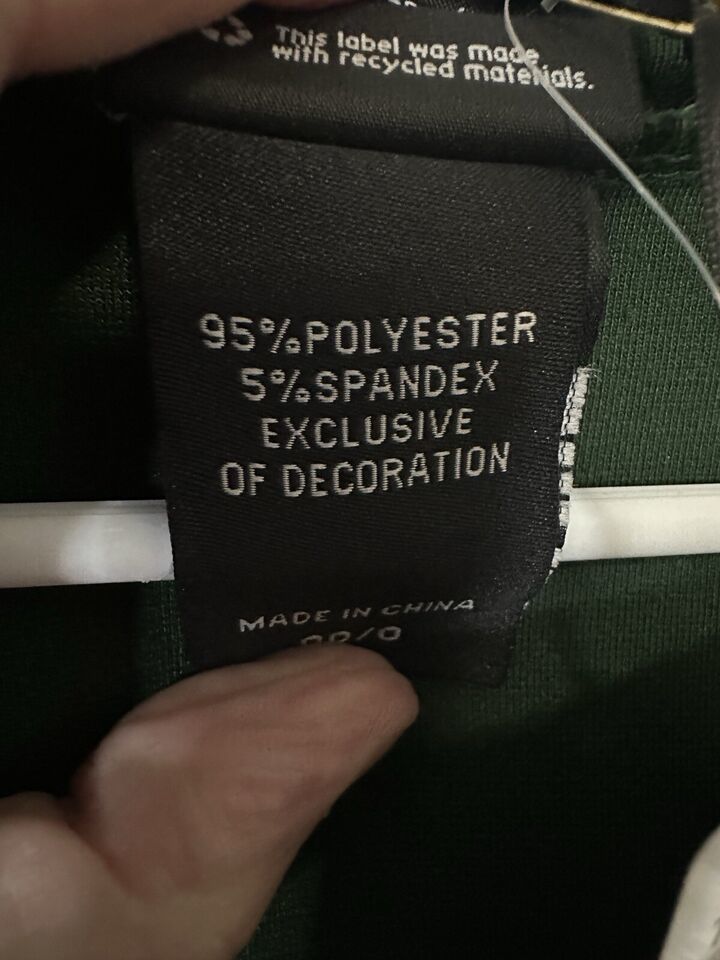 This label was made
with recycled materials.
95%POLYESTER
5%SPANDEX
EXCLUSIVE
OF DECORATION
MADE IN CHINA